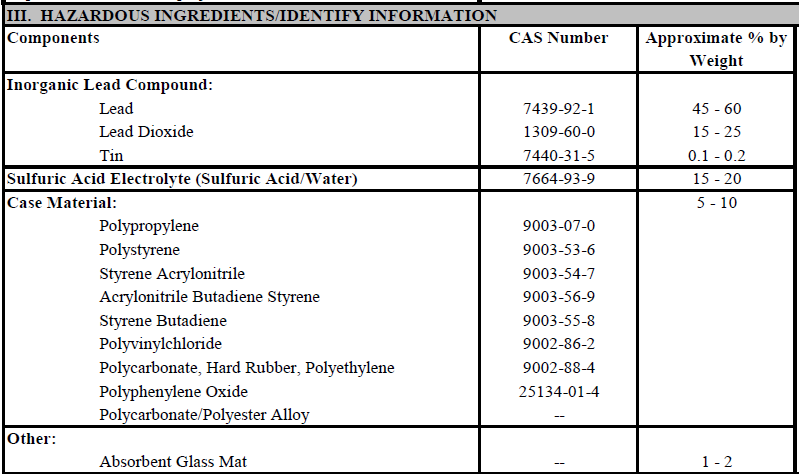 III. HAZARDOUS INGREDIENTS/IDENTIFY INFORMATION
Components CAS Number Approximate % by Weight
Inorganic Lead Compound:
Lead 7439-92-1 45 - 60
Lead Dioxide 1309-60-0 15 - 25
Tin 7440-31-5 0.1 - 0.2
Sulfuric Acid Electrolyte (Sulfuric Acid/Water) 7664-93-9 15 - 20
Case Material: 5 - 10
Polypropylene 9003-07-0
Polystyrene 9003-53-6
Styrene Acrylonitrile 9003-54-7
Acrylonitrile Butadiene Styrene 9003-56-9
Styrene Butadiene 9003-55-8
Polyvinylchloride 9002-86-2
Polycarbonate, Hard Rubber, Polyethylene 9002-88-4
Polyphenylene Oxide 25134-01-4
Polycarbonate/Polyester Alloy --
Other:
Absorbent Glass Mat -- 1 - 2